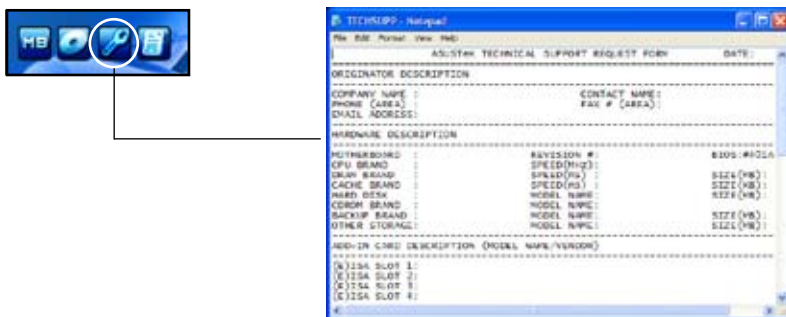 MB
TECHSUPP - Notepad
File Edit Format View Help
ASUSTeK TECHNICAL SUPPORT REQUEST FORM DATE:
ORIGINATOR DESCRIPTION
COMPANY NAME : CONTACT NAME:
PHONE (AREA) : FAX # (AREA):
EMAIL ADDRESS:
HARDWARE DESCRIPTION
MOTHERBOARD : REVISION #: BIOS:
CPU BRAND : SPEED(MHz):
DRAM BRAND : SPEED(ns) : SIZE(MB):
CACHE BRAND : SPEED(ns) : SIZE(KB):
HARD DISK : MODEL NAME: SIZE(MB):
CDROM BRAND : MODEL NAME:
BACKUP BRAND : MODEL NAME: SIZE(MB):
OTHER STORAGE: MODEL NAME: SIZE(MB):
ADD-IN CARD DESCRIPTION (MODEL NAME/VENDOR)
(E)ISA SLOT 1:
(E)ISA SLOT 2:
(E)ISA SLOT 3:
(E)ISA SLOT 4: